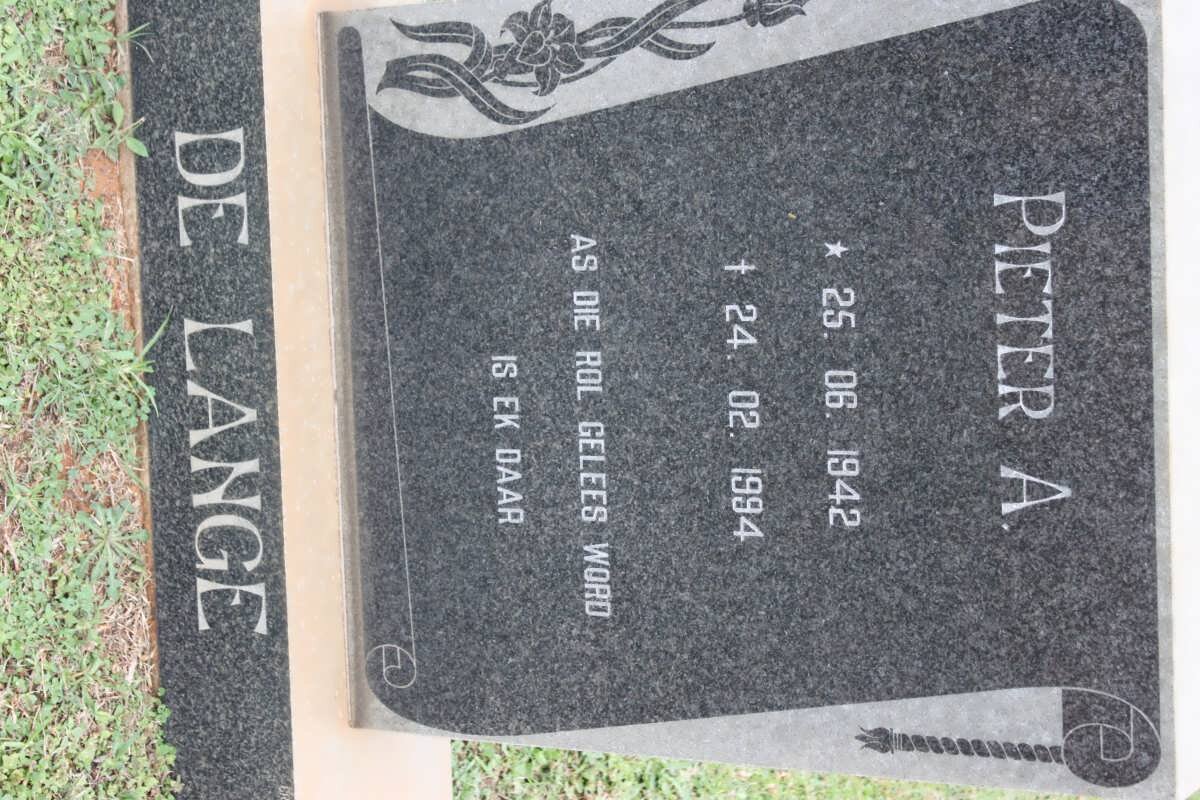 PIETER A.
★ 25. 06. 1942
✝ 24. 02. 1994
AS DIE ROL GELEES WORD
IS EK DAAR
DE LANGE